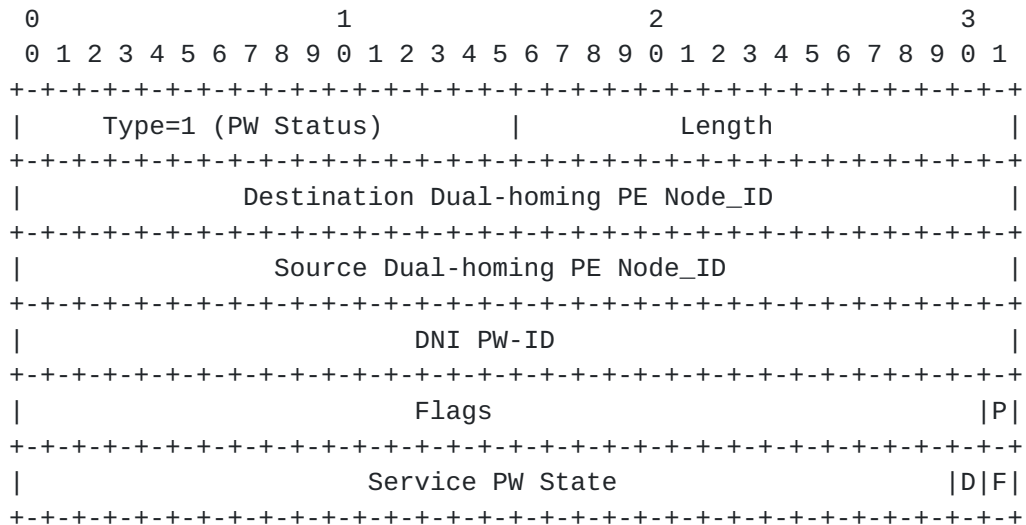 0                   1                   2                   3
 0 1 2 3 4 5 6 7 8 9 0 1 2 3 4 5 6 7 8 9 0 1 2 3 4 5 6 7 8 9 0 1
+-+-+-+-+-+-+-+-+-+-+-+-+-+-+-+-+-+-+-+-+-+-+-+-+-+-+-+-+-+-+-+-+
|     Type=1 (PW Status)        |          Length               |
+-+-+-+-+-+-+-+-+-+-+-+-+-+-+-+-+-+-+-+-+-+-+-+-+-+-+-+-+-+-+-+-+
|              Destination Dual-homing PE Node_ID               |
+-+-+-+-+-+-+-+-+-+-+-+-+-+-+-+-+-+-+-+-+-+-+-+-+-+-+-+-+-+-+-+-+
|                Source Dual-homing PE Node_ID                  |
+-+-+-+-+-+-+-+-+-+-+-+-+-+-+-+-+-+-+-+-+-+-+-+-+-+-+-+-+-+-+-+-+
|                         DNI PW-ID                             |
+-+-+-+-+-+-+-+-+-+-+-+-+-+-+-+-+-+-+-+-+-+-+-+-+-+-+-+-+-+-+-+-+
|                         Flags                               |P|
+-+-+-+-+-+-+-+-+-+-+-+-+-+-+-+-+-+-+-+-+-+-+-+-+-+-+-+-+-+-+-+-+
|                      Service PW State                     |D|F|
+-+-+-+-+-+-+-+-+-+-+-+-+-+-+-+-+-+-+-+-+-+-+-+-+-+-+-+-+-+-+-+-+